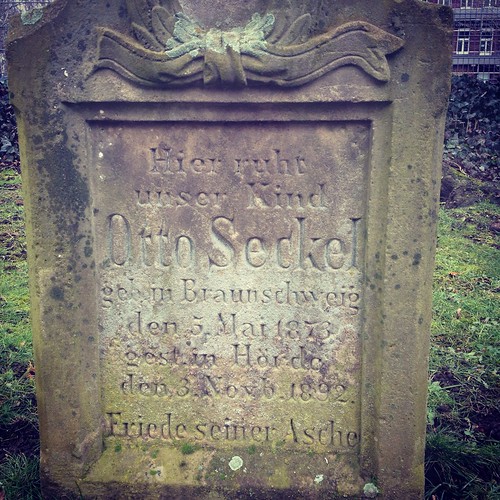 Hier ruht
unser Kind
Otto Seckel
geb. in Braunschweig
den 5. Mai 1873
gest. in Hörde
den 3. Novb. 1892.
Friede seiner Asche